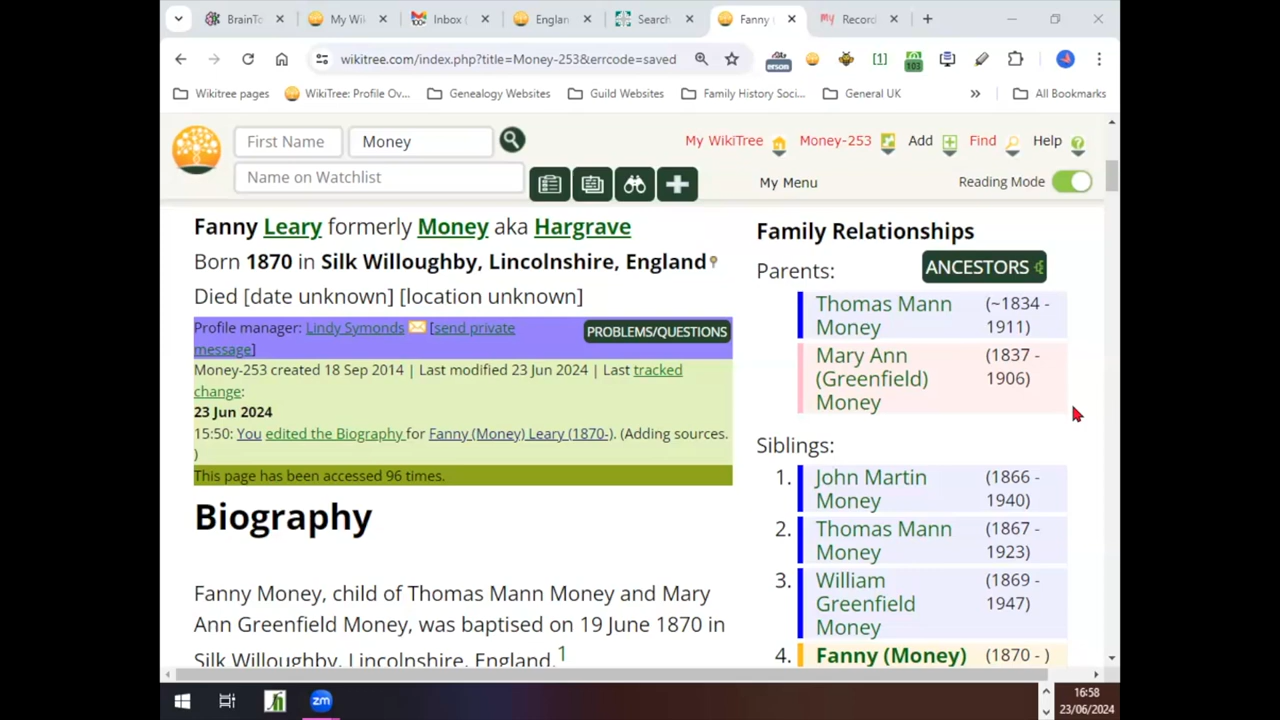 BrainTo
My Wik
Inbox (
Englan
Search
Fanny (
My Record
wikitree.com/index.php?title=Money-253&errcode=saved
erson
[1]
103
Wikitree pages
WikiTree: Profile Ov...
Genealogy Websites
Guild Websites
Family History Soci...
General UK
»
All Bookmarks
First Name
Money
My WikiTree
Money-253
Add
Find
Help
Name on Watchlist
My Menu
Reading Mode
Fanny Leary formerly Money aka Hargrave
Born 1870 in Silk Willoughby, Lincolnshire, England
Died [date unknown] [location unknown]
Profile manager: Lindy Symonds [send private
message]
PROBLEMS/QUESTIONS
Money-253 created 18 Sep 2014 | Last modified 23 Jun 2024 | Last tracked
change:
23 Jun 2024
15:50: You edited the Biography for Fanny (Money) Leary (1870-). (Adding sources.
)
This page has been accessed 96 times.
Biography
Fanny Money, child of Thomas Mann Money and Mary
Ann Greenfield Money, was baptised on 19 June 1870 in
Silk Willoughby, Lincolnshire, England.1
Family Relationships
Parents:
ANCESTORS
Thomas Mann (~1834 -
Money 1911)
Mary Ann (1837 -
(Greenfield) 1906)
Money
Siblings:
1. John Martin (1866 -
Money 1940)
2. Thomas Mann (1867 -
Money 1923)
3. William (1869 -
Greenfield 1947)
Money
4. Fanny (Money) (1870 - )
zm
16:58
23/06/2024